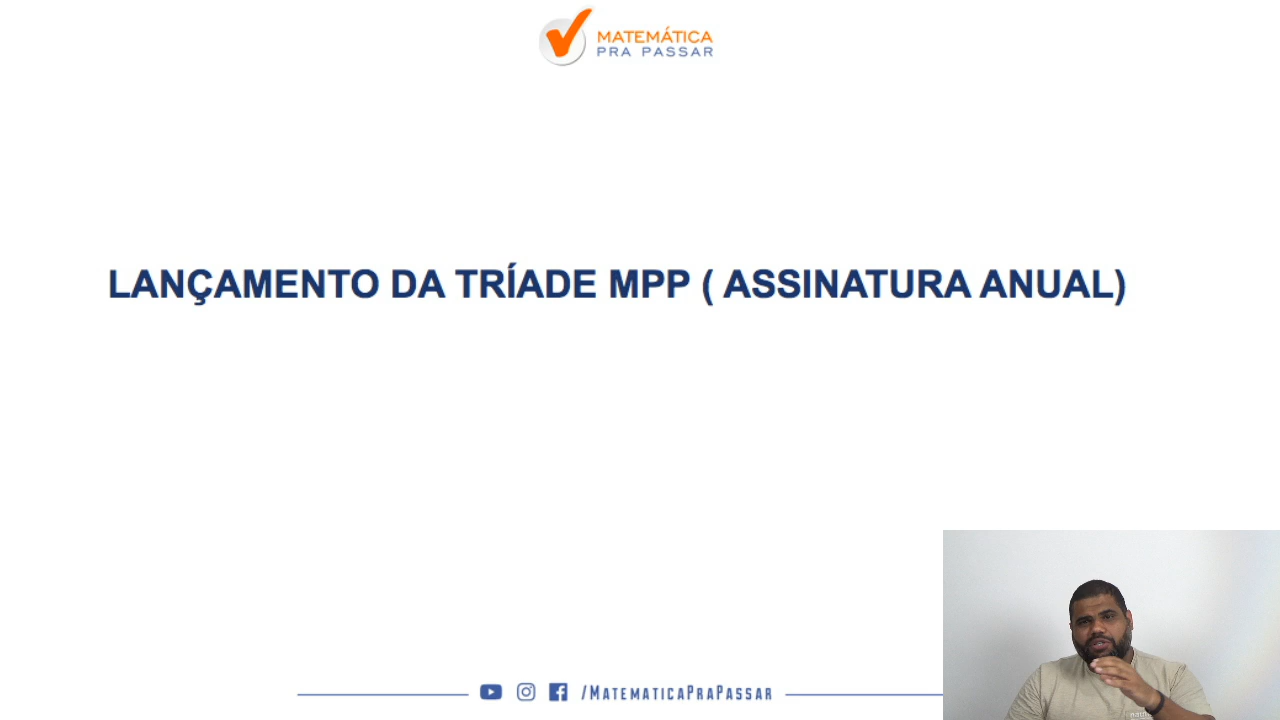 MATEMÁTICA
PRA PASSAR
LANÇAMENTO DA TRÍADE MPP ( ASSINATURA ANUAL)
/MATEMATICAPRAPASSAR